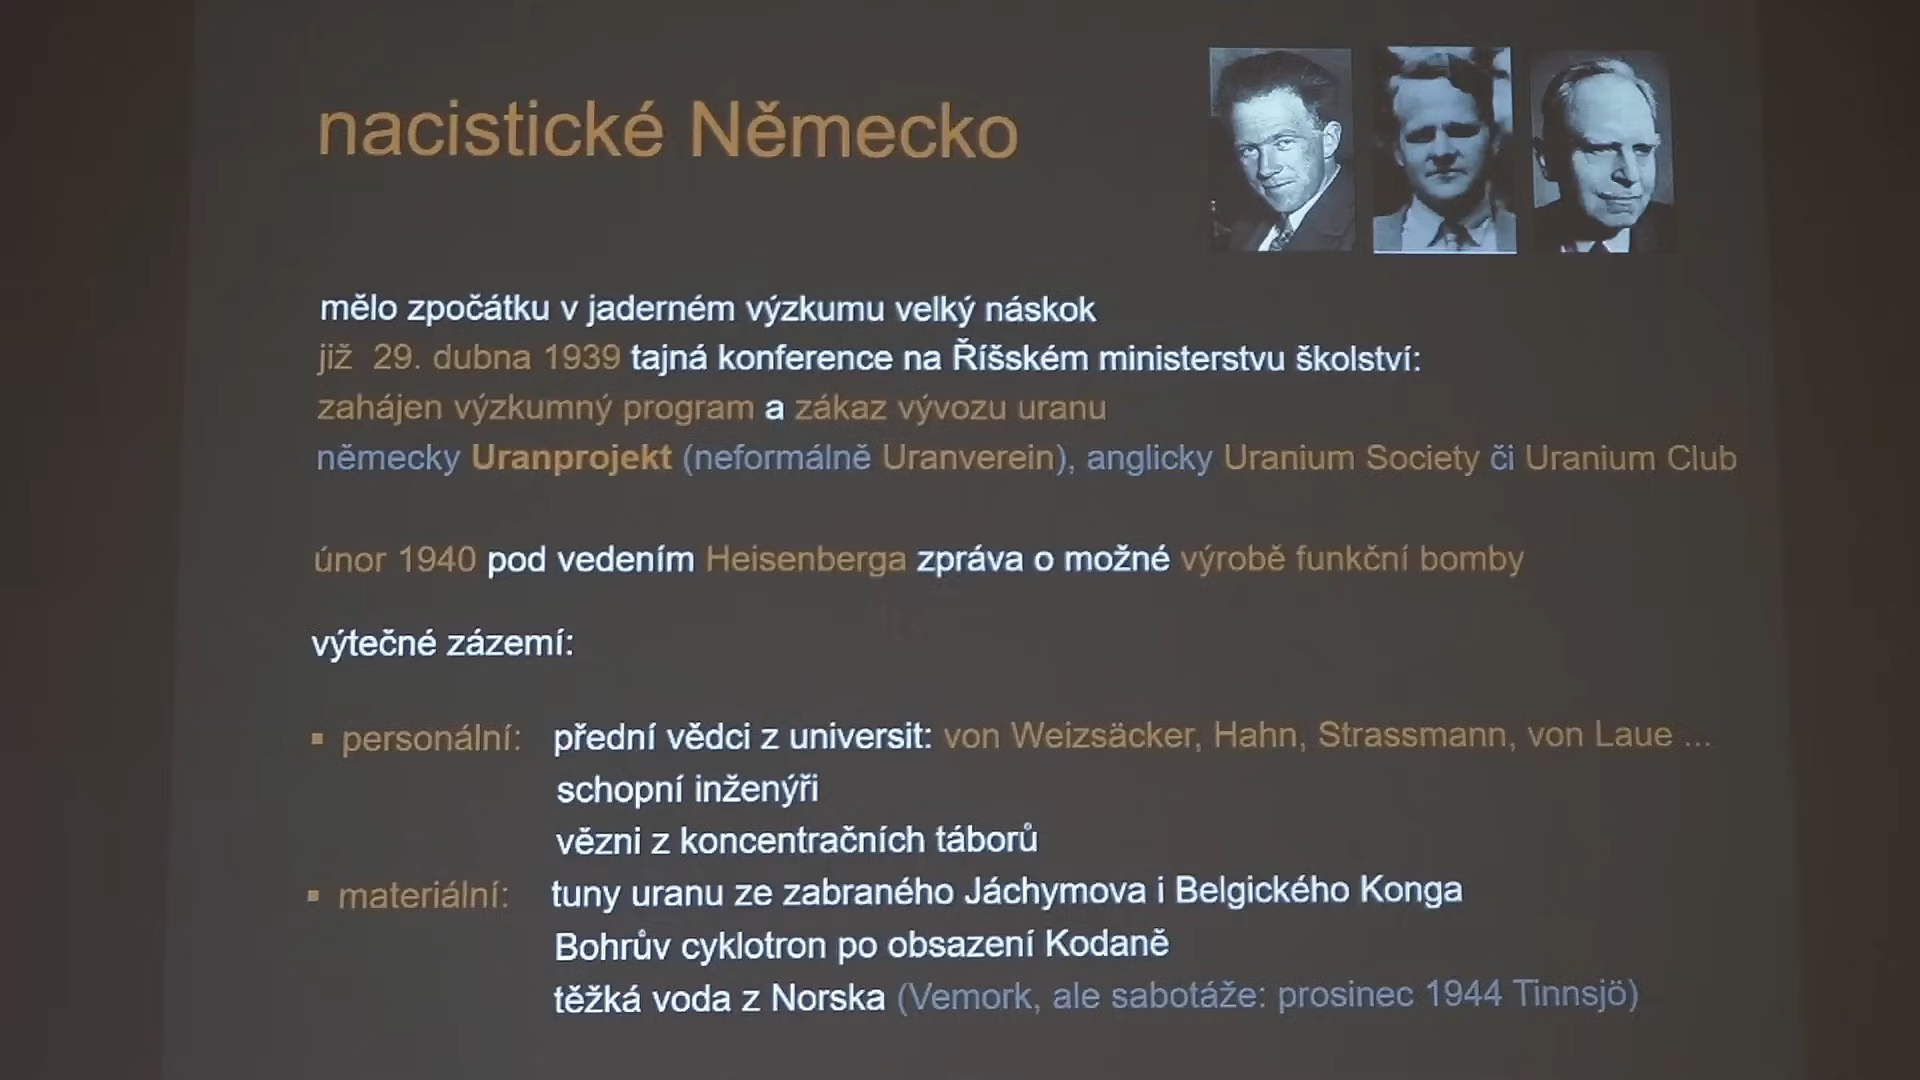 nacistické Německo
mělo zpočátku v jaderném výzkumu velký náskok
již 29. dubna 1939 tajná konference na Říšském ministerstvu školství:
zahájen výzkumný program a zákaz vývozu uranu
německy Uranprojekt (neformálně Uranverein), anglicky Uranium Society či Uranium Club
únor 1940 pod vedením Heisenberga zpráva o možné výrobě funkční bomby
výtečné zázemí:
▪ personální: přední vědci z universit: von Weizsäcker, Hahn, Strassmann, von Laue ...
schopní inženýři
vězni z koncentračních táborů
▪ materiální: tuny uranu ze zabraného Jáchymova i Belgického Konga
Bohrův cyklotron po obsazení Kodaně
těžká voda z Norska (Vemork, ale sabotáže: prosinec 1944 Tinnsjö)